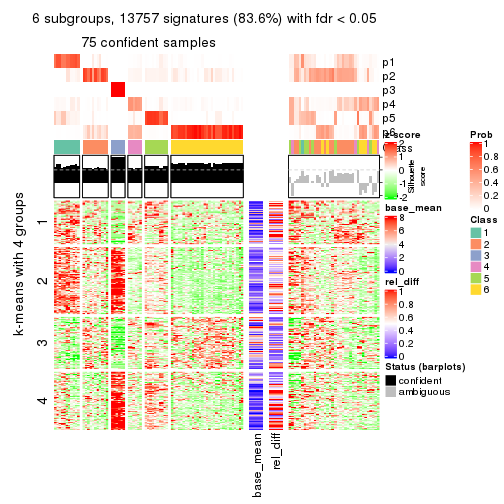 6 subgroups, 13757 signatures (83.6%) with fdr < 0.05
75 confident samples
p1
p2
p3
p4
p5
z-score
2
-2
Silhouette
score
Prob
1
0.8
0.6
0.4
0.2
0
base_mean
8
6
4
2
0
Class
1
2
3
4
5
6
rel_diff
1
0.8
0.6
0.4
0.2
0
Status (barplots)
confident
ambiguous
k-means with 4 groups
1
2
3
4
base_mean
rel_diff